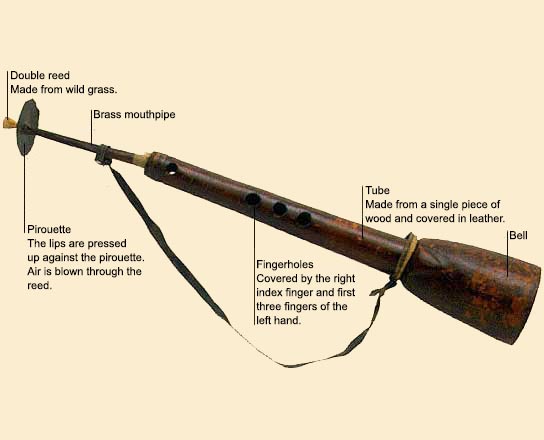 Double reed
Made from wild grass.
Brass mouthpipe
Pirouette
The lips are pressed
up against the pirouette.
Air is blown through the
reed.
Fingerholes
Covered by the right
index finger and first
three fingers of the
left hand.
Tube
Made from a single piece of
wood and covered in leather.
Bell